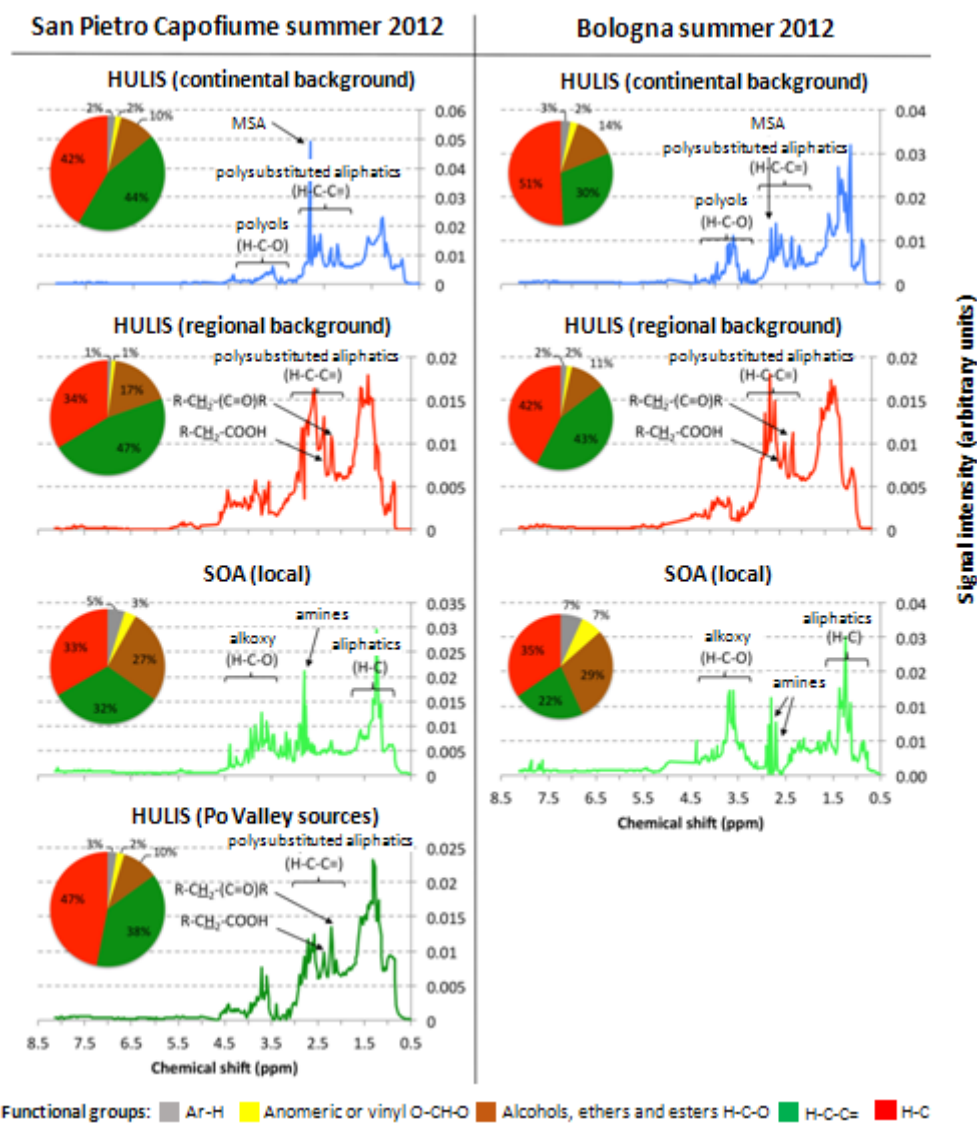 San Pietro Capofiume summer 2012
Bologna summer 2012
HULIS (continental background)
2%
2%
10%
44%
42%
MSA
polysubstituted aliphatics
(H-C-C=)
polyols
(H-C-O)
0.06
0.05
0.04
0.03
0.02
0.01
0
HULIS (continental background)
3%
2%
14%
30%
51%
MSA
polysubstituted aliphatics
(H-C-C=)
polyols
(H-C-O)
0.04
0.03
0.02
0.01
0
HULIS (regional background)
1%
1%
17%
47%
34%
polysubstituted aliphatics
(H-C-C=)
R-CH2-(C=O)R
R-CH2-COOH
0.02
0.015
0.01
0.005
0
HULIS (regional background)
2%
2%
11%
43%
42%
polysubstituted aliphatics
(H-C-C=)
R-CH2-(C=O)R
R-CH2-COOH
0.02
0.015
0.01
0.005
0
Signal intensity (arbitrary units)
SOA (local)
5%
3%
27%
32%
33%
alkoxy
(H-C-O)
amines
aliphatics
(H-C)
0.035
0.03
0.025
0.02
0.015
0.01
0.005
0
SOA (local)
7%
7%
29%
22%
35%
alkoxy
(H-C-O)
amines
aliphatics
(H-C)
0.04
0.03
0.02
0.01
0.01
0.00
8.5 7.5 6.5 5.5 4.5 3.5 2.5 1.5 0.5
Chemical shift (ppm)
HULIS (Po Valley sources)
3%
2%
10%
38%
47%
polysubstituted aliphatics
(H-C-C=)
R-CH2-(C=O)R
R-CH2-COOH
0.025
0.02
0.015
0.01
0.005
0
8.5 7.5 6.5 5.5 4.5 3.5 2.5 1.5 0.5
Chemical shift (ppm)
Functional groups: Ar-H Anomeric or vinyl O-CH-O Alcohols, ethers and esters H-C-O H-C-C= H-C